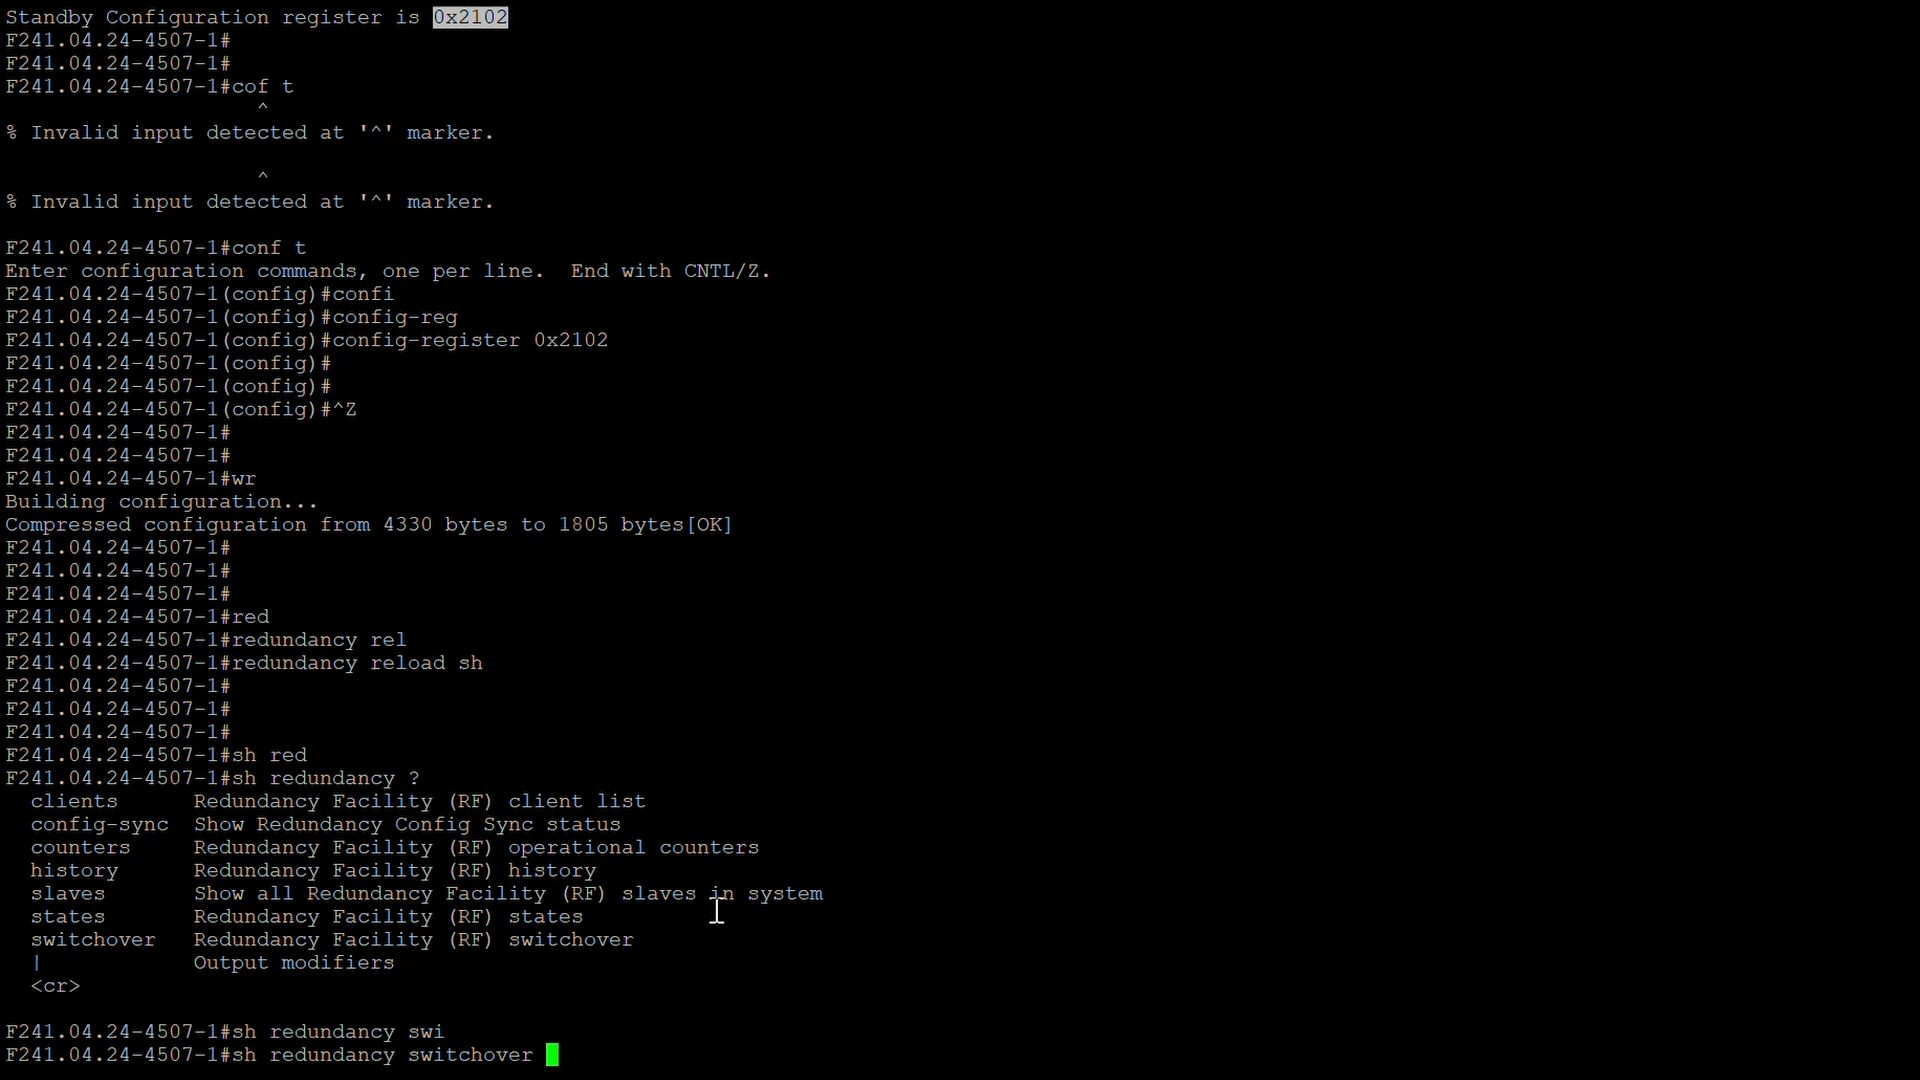 Standby Configuration register is 0x2102
F241.04.24-4507-1#
F241.04.24-4507-1#
F241.04.24-4507-1#cof t
^
% Invalid input detected at '^' marker.
^
% Invalid input detected at '^' marker.
F241.04.24-4507-1#conf t
Enter configuration commands, one per line.  End with CNTL/Z.
F241.04.24-4507-1(config)#confi
F241.04.24-4507-1(config)#config-reg
F241.04.24-4507-1(config)#config-register 0x2102
F241.04.24-4507-1(config)#
F241.04.24-4507-1(config)#
F241.04.24-4507-1(config)#^Z
F241.04.24-4507-1#
F241.04.24-4507-1#
F241.04.24-4507-1#wr
Building configuration...
Compressed configuration from 4330 bytes to 1805 bytes[OK]
F241.04.24-4507-1#
F241.04.24-4507-1#
F241.04.24-4507-1#
F241.04.24-4507-1#red
F241.04.24-4507-1#redundancy rel
F241.04.24-4507-1#redundancy reload sh
F241.04.24-4507-1#
F241.04.24-4507-1#
F241.04.24-4507-1#
F241.04.24-4507-1#sh red
F241.04.24-4507-1#sh redundancy ?
clients      Redundancy Facility (RF) client list
config-sync  Show Redundancy Config Sync status
counters     Redundancy Facility (RF) operational counters
history      Redundancy Facility (RF) history
slaves       Show all Redundancy Facility (RF) slaves in system
states       Redundancy Facility (RF) states
switchover   Redundancy Facility (RF) switchover
|            Output modifiers
<cr>
F241.04.24-4507-1#sh redundancy swi
F241.04.24-4507-1#sh redundancy switchover